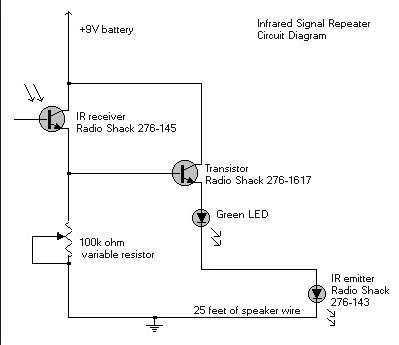 +9V battery
Infrared Signal Repeater
Circuit Diagram
IR receiver
Radio Shack 276-145
Transistor
Radio Shack 276-1617
Green LED
100k ohm
variable resistor
IR emitter
Radio Shack
276-143
25 feet of speaker wire